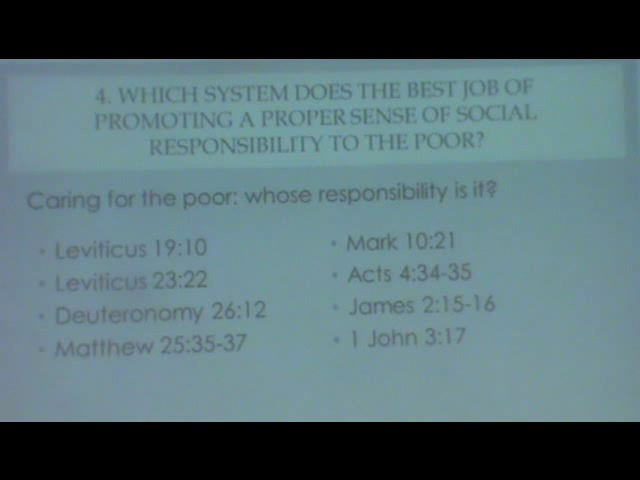 4. WHICH SYSTEM DOES THE BEST JOB OF
PROMOTING A PROPER SENSE OF SOCIAL
RESPONSIBILITY TO THE POOR?
Caring for the poor: whose responsibility is it?
• Leviticus 19:10
• Leviticus 23:22
• Deuteronomy 26:12
• Matthew 25:35-37
• Mark 10:21
• Acts 4:34-35
• James 2:15-16
• 1 John 3:17